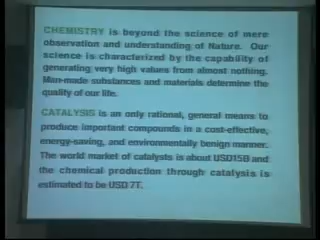 CHEMISTRY is beyond the science of mere
observation and understanding of Nature. Our
science is characterized by the capability of
generating very high values from almost nothing.
Man-made substances and materials determine the
quality of our life.
CATALYSIS is an only rational, general means to
produce important compounds in a cost-effective,
energy-saving, and environmentally benign manner.
The world market of catalysts is about USD15B and
the chemical production through catalysis is
estimated to be USD 7T.